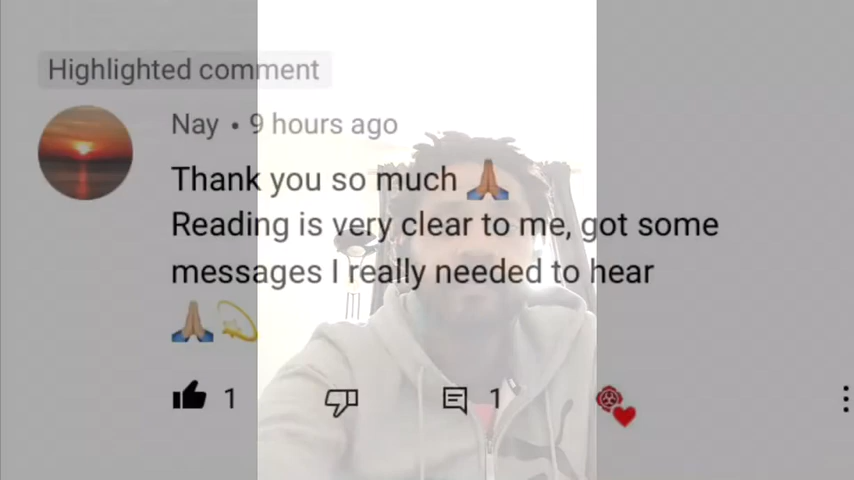 Highlighted comment
Nay • 9 hours ago
Thank you so much 🙏🏾
Reading is very clear to me, got some
messages I really needed to hear
🙏🏼💫
1 1